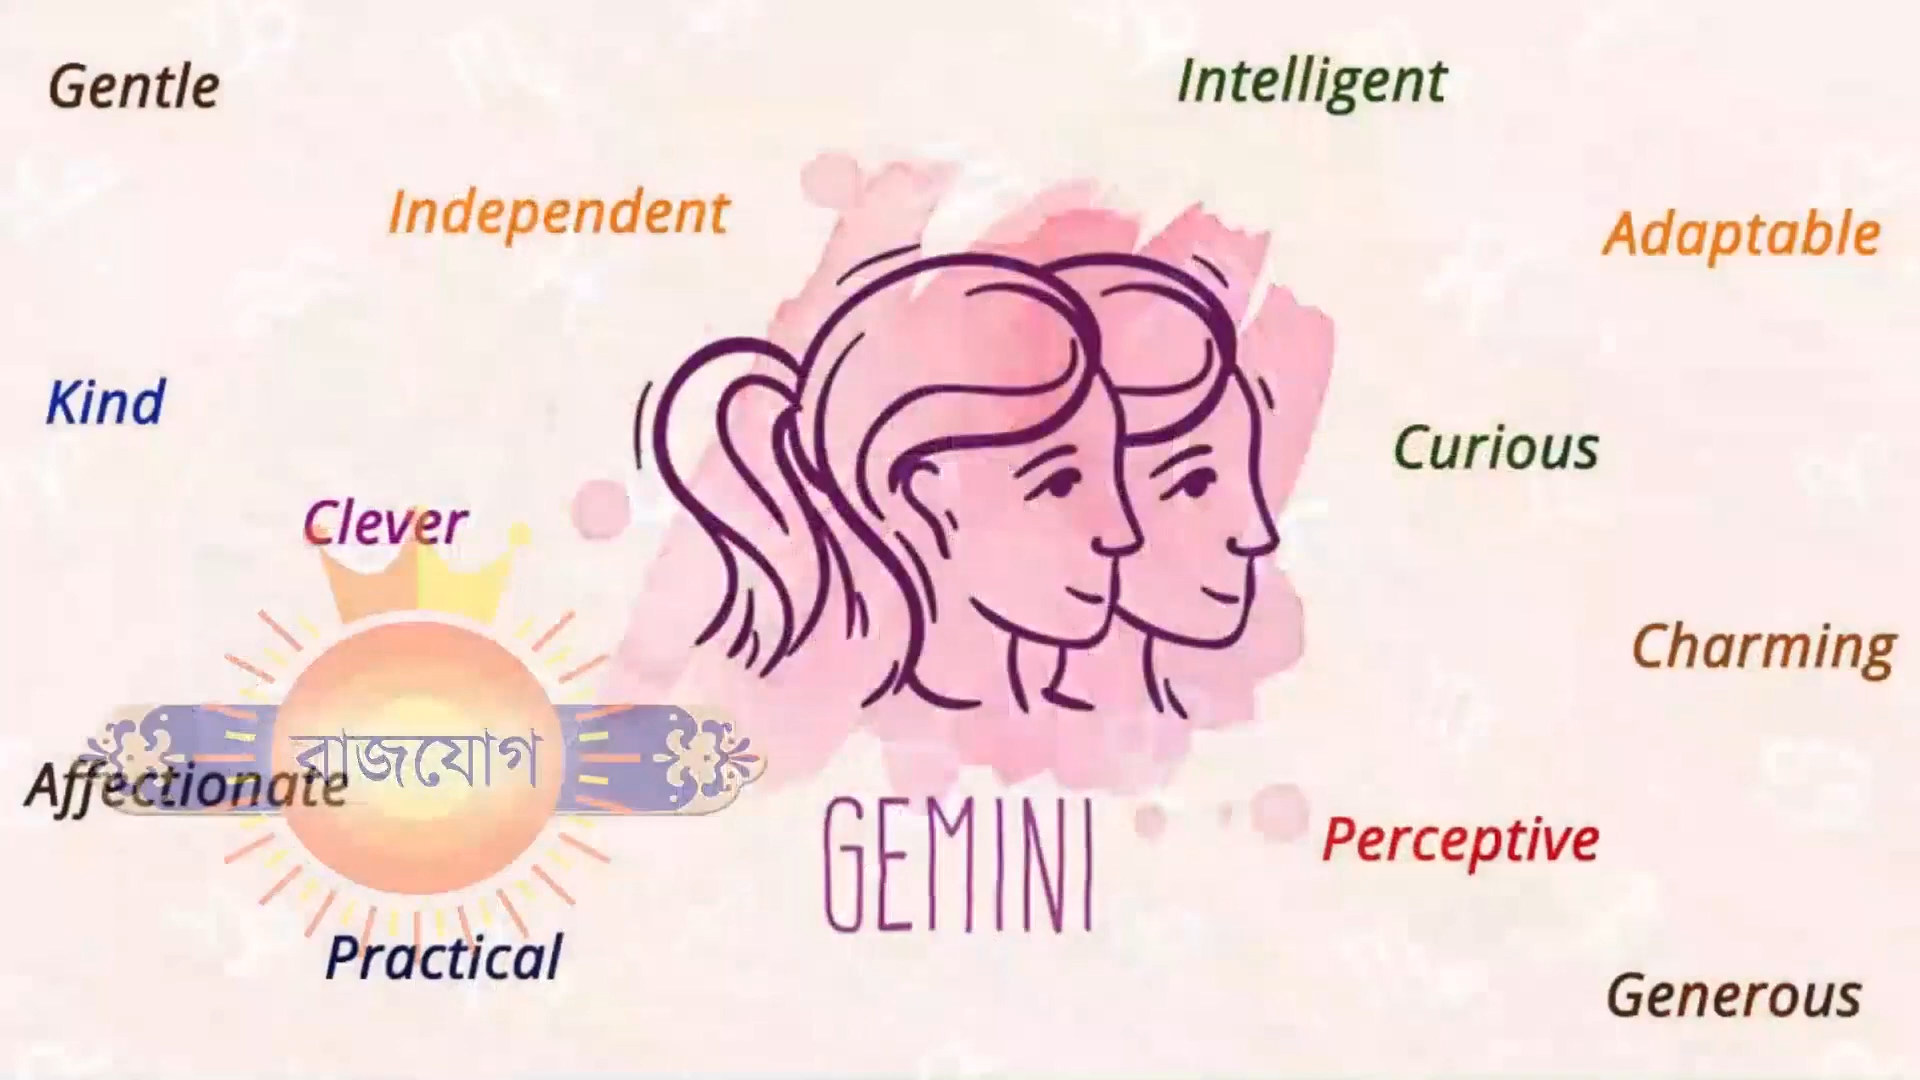 Gentle
Intelligent
Independent
Adaptable
Kind
Curious
Clever
Charming
রাজযোগ
Affectionate
GEMINI
Perceptive
Practical
Generous